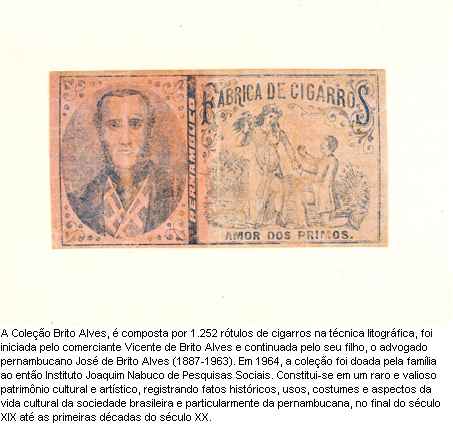 FÁBRICA DE CIGARROS
PERNAMBUCO
AMOR DOS PRIMOS.
A Coleção Brito Alves, é composta por 1.252 rótulos de cigarros na técnica litográfica, foi
iniciada pelo comerciante Vicente de Brito Alves e continuada pelo seu filho, o advogado
pernambucano José de Brito Alves (1887-1963). Em 1964, a coleção foi doada pela família
ao então Instituto Joaquim Nabuco de Pesquisas Sociais. Constitui-se em um raro e valioso
patrimônio cultural e artístico, registrando fatos históricos, usos, costumes e aspectos da
vida cultural da sociedade brasileira e particularmente da pernambucana, no final do século
XIX até as primeiras décadas do século XX.